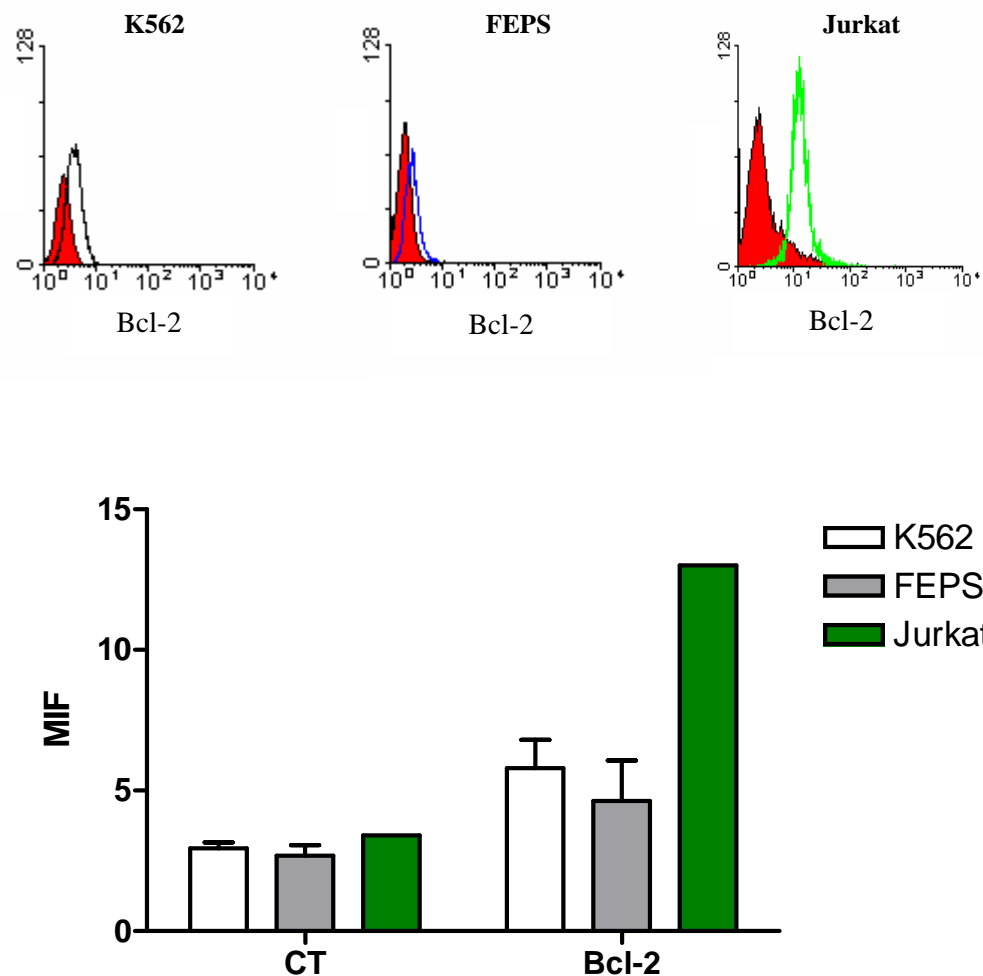 K562 FEPS Jurkat
128 128 128
0 0 0
10⁰ 10¹ 10² 10³ 10⁴ 10⁰ 10¹ 10² 10³ 10⁴ 10⁰ 10¹ 10² 10³ 10⁴
Bcl-2 Bcl-2 Bcl-2
15
10
5
0
MIF
CT Bcl-2
K562
FEPS
Jurkat